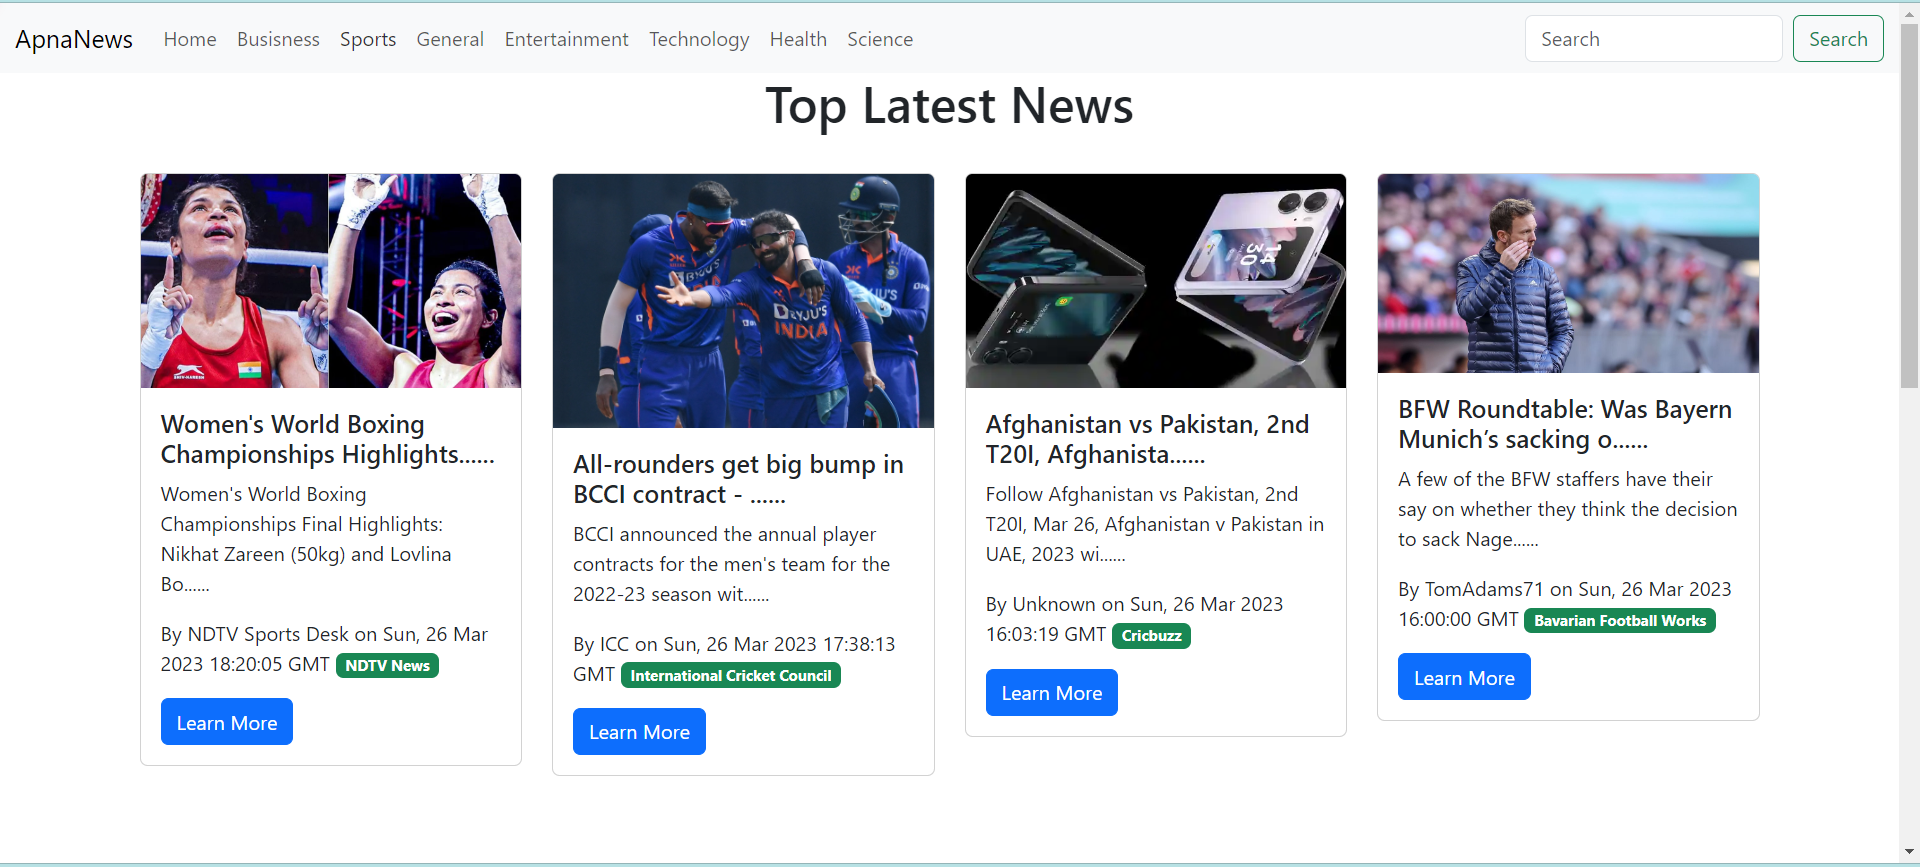 ApnaNews Home Busisness Sports General Entertainment Technology Health Science Search Search
Top Latest News
Women's World Boxing
Championships Highlights......
Women's World Boxing
Championships Final Highlights:
Nikhat Zareen (50kg) and Lovlina
Bo......
By NDTV Sports Desk on Sun, 26 Mar
2023 18:20:05 GMT NDTV News
Learn More
BYJU'S
BYJU'S
INDIA
JU'S
All-rounders get big bump in
BCCI contract - ......
BCCI announced the annual player
contracts for the men's team for the
2022-23 season wit......
By ICC on Sun, 26 Mar 2023 17:38:13
GMT International Cricket Council
Learn More
14
30
Afghanistan vs Pakistan, 2nd
T20I, Afghanista......
Follow Afghanistan vs Pakistan, 2nd
T20I, Mar 26, Afghanistan v Pakistan in
UAE, 2023 wi......
By Unknown on Sun, 26 Mar 2023
16:03:19 GMT Cricbuzz
Learn More
BFW Roundtable: Was Bayern
Munich’s sacking o......
A few of the BFW staffers have their
say on whether they think the decision
to sack Nage......
By TomAdams71 on Sun, 26 Mar 2023
16:00:00 GMT Bavarian Football Works
Learn More